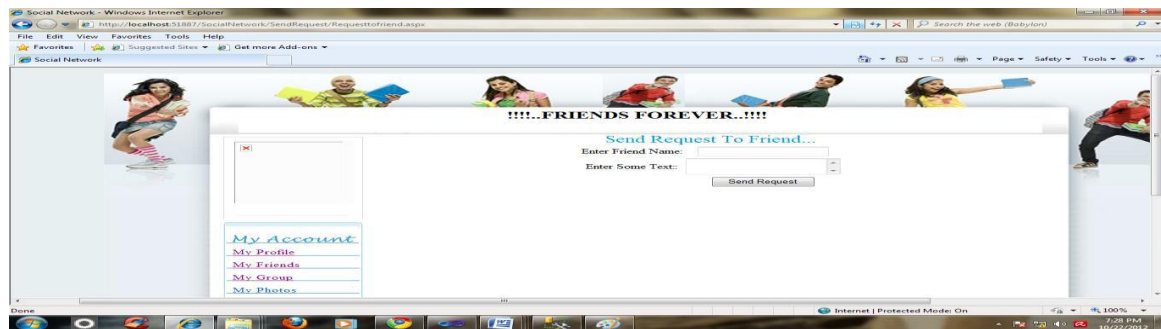 Social Network - Windows Internet Explorer
http://localhost:51887/SocialNetwork/SendRequest/Requesttofriend.aspx
Search the web (Babylon)
File Edit View Favorites Tools Help
Favorites Suggested Sites Get more Add-ons
Social Network Page Safety Tools
!!!!..FRIENDS FOREVER..!!!!
Send Request To Friend...
Enter Friend Name:
Enter Some Text::
Send Request
My Account
My Profile
My Friends
My Group
My Photos
Done Internet | Protected Mode: On 100%
7:28 PM
10/22/2012